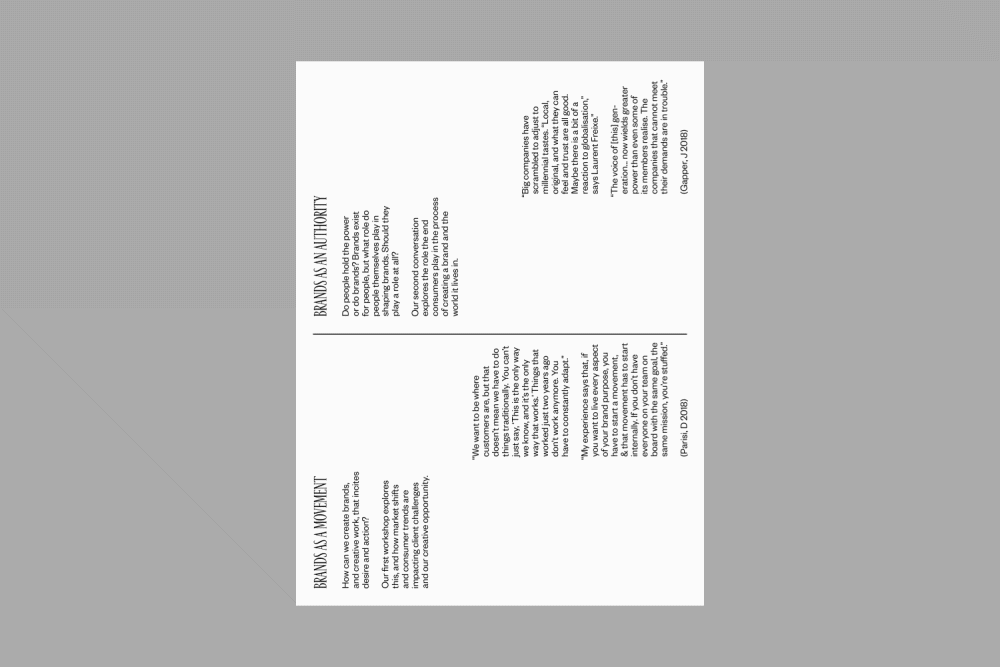 BRANDS AS A MOVEMENT
How can we create brands,
and creative work, that incites
desire and action?
Our first workshop explores
this, and how market shifts
and consumer trends are
impacting client challenges
and our creative opportunity.
"We want to be where
customers are, but that
doesn't mean we have to do
things traditionally. You can't
just say, 'This is the only way
we know, and it's the only
way that works.' Things that
worked just two years ago
don't work anymore. You
have to constantly adapt."
"My experience says that, if
you want to live every aspect
of your brand purpose, you
have to start a movement,
& that movement has to start
internally. If you don't have
everyone on your team on
board with the same goal, the
same mission, you're stuffed."
(Parisi, D 2018)
BRANDS AS AN AUTHORITY
Do people hold the power
or do brands? Brands exist
for people, but what role do
people themselves play in
shaping brands. Should they
play a role at all?
Our second conversation
explores the role the end
consumers play in the process
of creating a brand and the
world it lives in.
"Big companies have
scrambled to adjust to
millennial tastes. "Local,
original, and what they can
feel and trust are all good.
Maybe there is a bit of a
reaction to globalisation,"
says Laurent Freixe."
"The voice of [this] gen-
eration... now wields greater
power than even some of
its members realise. The
companies that cannot meet
their demands are in trouble."
(Gapper, J 2018)